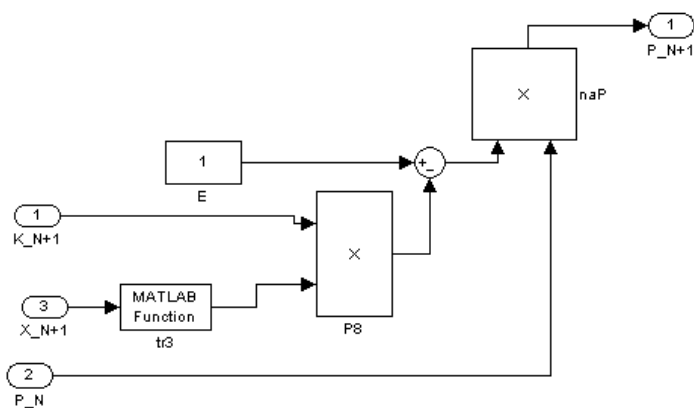 1
P_N+1
×
naP
1
E
+
-
1
K_N+1
×
P8
3
X_N+1
MATLAB
Function
tr3
2
P_N